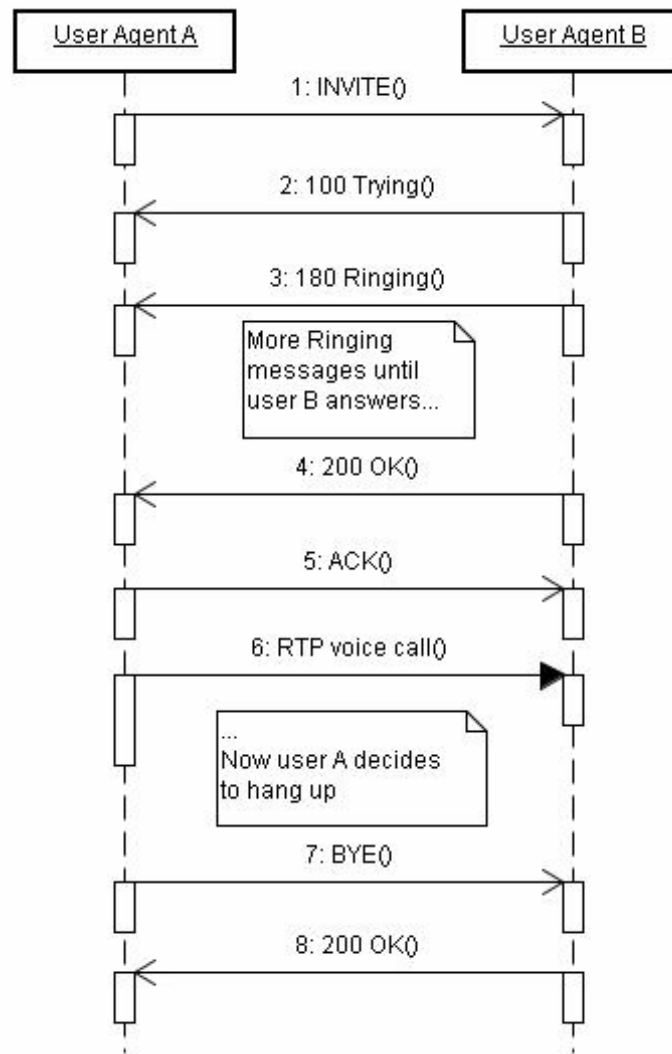 User Agent A
User Agent B
1: INVITE()
2: 100 Trying()
3: 180 Ringing()
More Ringing
messages until
user B answers...
4: 200 OK()
5: ACK()
6: RTP voice call()
...
Now user A decides
to hang up
7: BYE()
8: 200 OK()